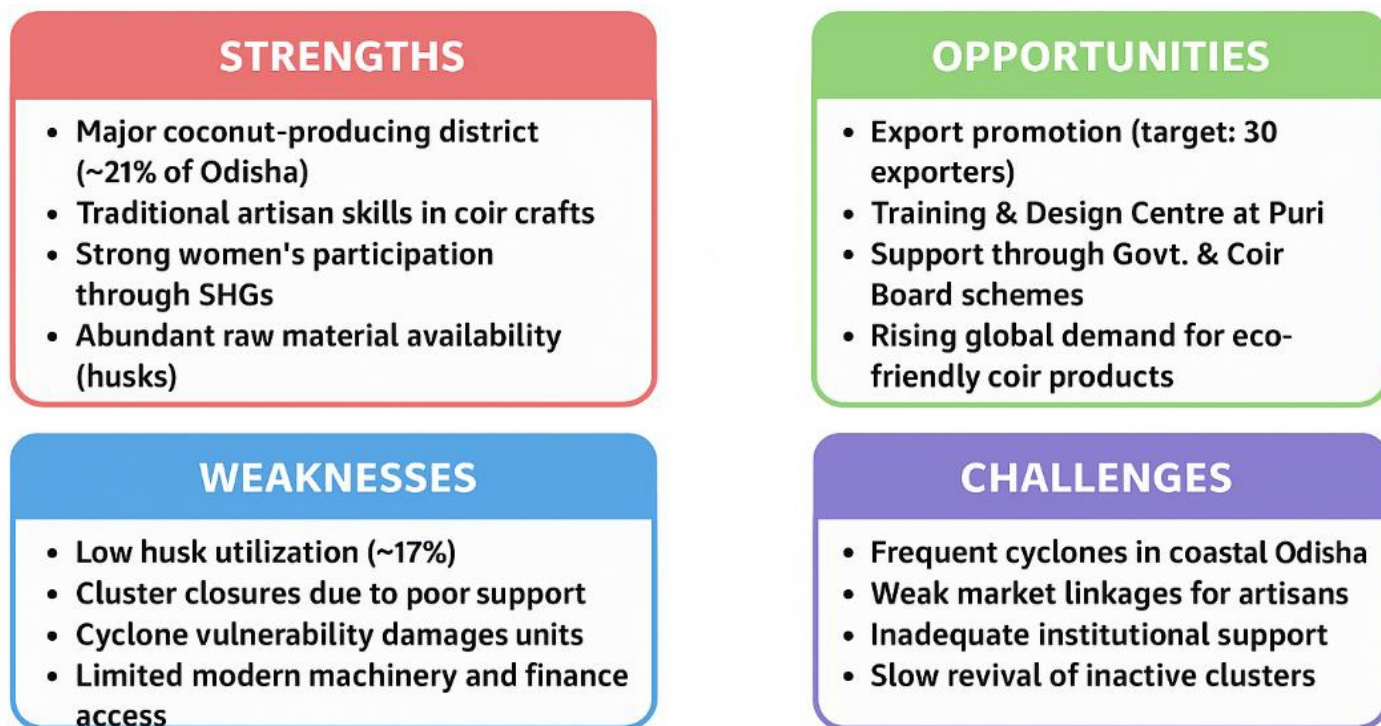 STRENGTHS
• Major coconut-producing district
(~21% of Odisha)
• Traditional artisan skills in coir crafts
• Strong women's participation
through SHGs
• Abundant raw material availability
(husks)
OPPORTUNITIES
• Export promotion (target: 30
exporters)
• Training & Design Centre at Puri
• Support through Govt. & Coir
Board schemes
• Rising global demand for eco-
friendly coir products
WEAKNESSES
• Low husk utilization (~17%)
• Cluster closures due to poor support
• Cyclone vulnerability damages units
• Limited modern machinery and finance
access
CHALLENGES
• Frequent cyclones in coastal Odisha
• Weak market linkages for artisans
• Inadequate institutional support
• Slow revival of inactive clusters